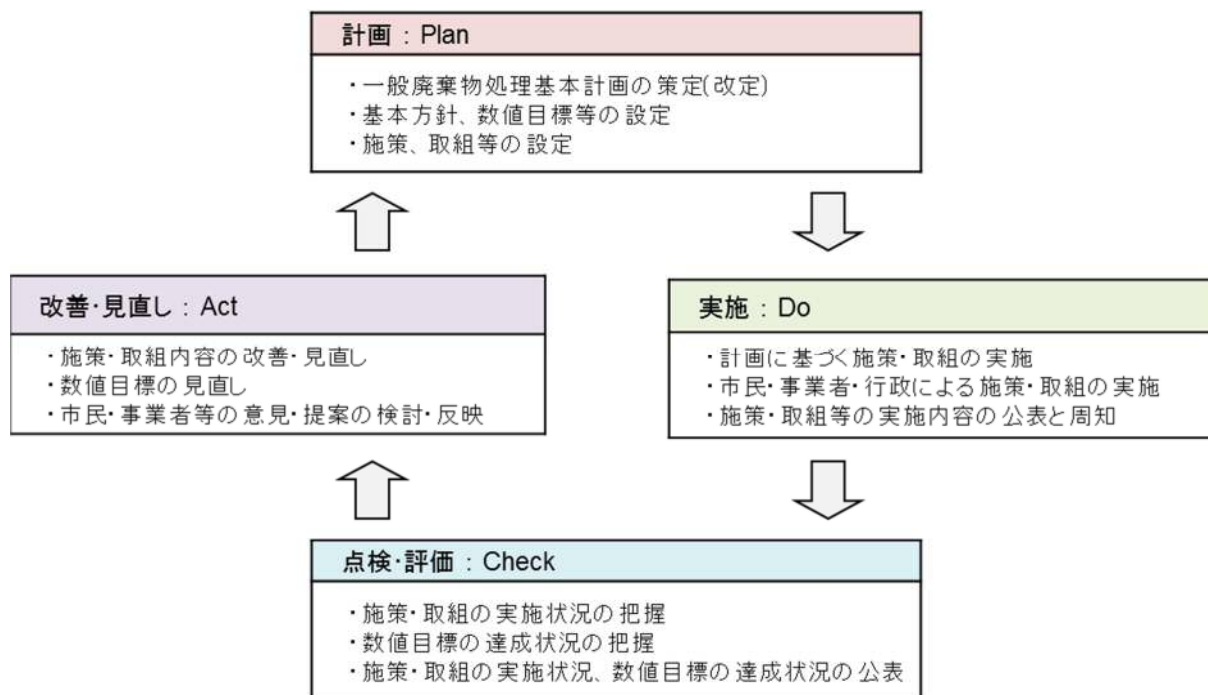 計画 : Plan
・一般廃棄物処理基本計画の策定(改定)
・基本方針、数値目標等の設定
・施策、取組等の設定
改善・見直し : Act
・施策・取組内容の改善・見直し
・数値目標の見直し
・市民・事業者等の意見・提案の検討・反映
実施 : Do
・計画に基づく施策・取組の実施
・市民・事業者・行政による施策・取組の実施
・施策・取組等の実施内容の公表と周知
点検・評価 : Check
・施策・取組の実施状況の把握
・数値目標の達成状況の把握
・施策・取組の実施状況、数値目標の達成状況の公表